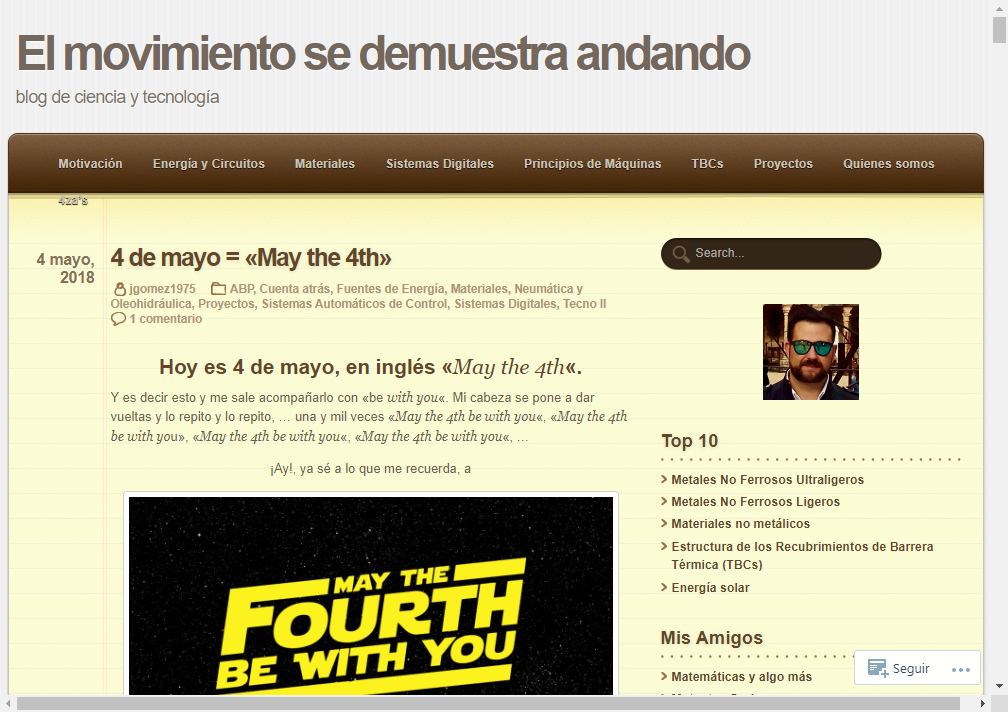 El movimiento se demuestra andando
blog de ciencia y tecnología
Motivación Energía y Circuitos Materiales Sistemas Digitales Principios de Máquinas TBCs Proyectos Quienes somos
4za's
4 mayo,
2018
4 de mayo = «May the 4th»
jgomez1975 ABP, Cuenta atrás, Fuentes de Energía, Materiales, Neumática y
Oleohidráulica, Proyectos, Sistemas Automáticos de Control, Sistemas Digitales, Tecno II
1 comentario
Hoy es 4 de mayo, en inglés «May the 4th«.
Y es decir esto y me sale acompañarlo con «be with you«. Mi cabeza se pone a dar
vueltas y lo repito y lo repito, … una y mil veces «May the 4th be with you«, «May the 4th
be with you», «May the 4th be with you«, «May the 4th be with you«, …
¡Ay!, ya sé a lo que me recuerda, a
MAY THE
FOURTH
BE WITH YOU
Search...
Top 10
Metales No Ferrosos Ultraligeros
Metales No Ferrosos Ligeros
Materiales no metálicos
Estructura de los Recubrimientos de Barrera
Térmica (TBCs)
Energía solar
Mis Amigos
Matemáticas y algo más
Seguir